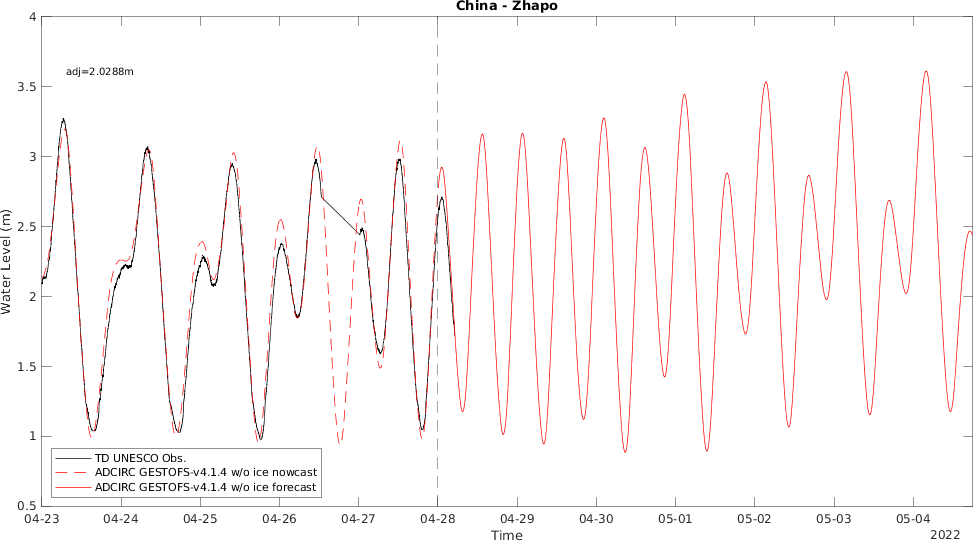 China - Zhapo
4
adj=2.0288m
3.5
3
2.5
2
1.5
1
0.5
Water Level (m)
TD UNESCO Obs.
ADCIRC GESTOFS-v4.1.4 w/o ice nowcast
ADCIRC GESTOFS-v4.1.4 w/o ice forecast
04-23 04-24 04-25 04-26 04-27 04-28 04-29 04-30 05-01 05-02 05-03 05-04
Time
2022